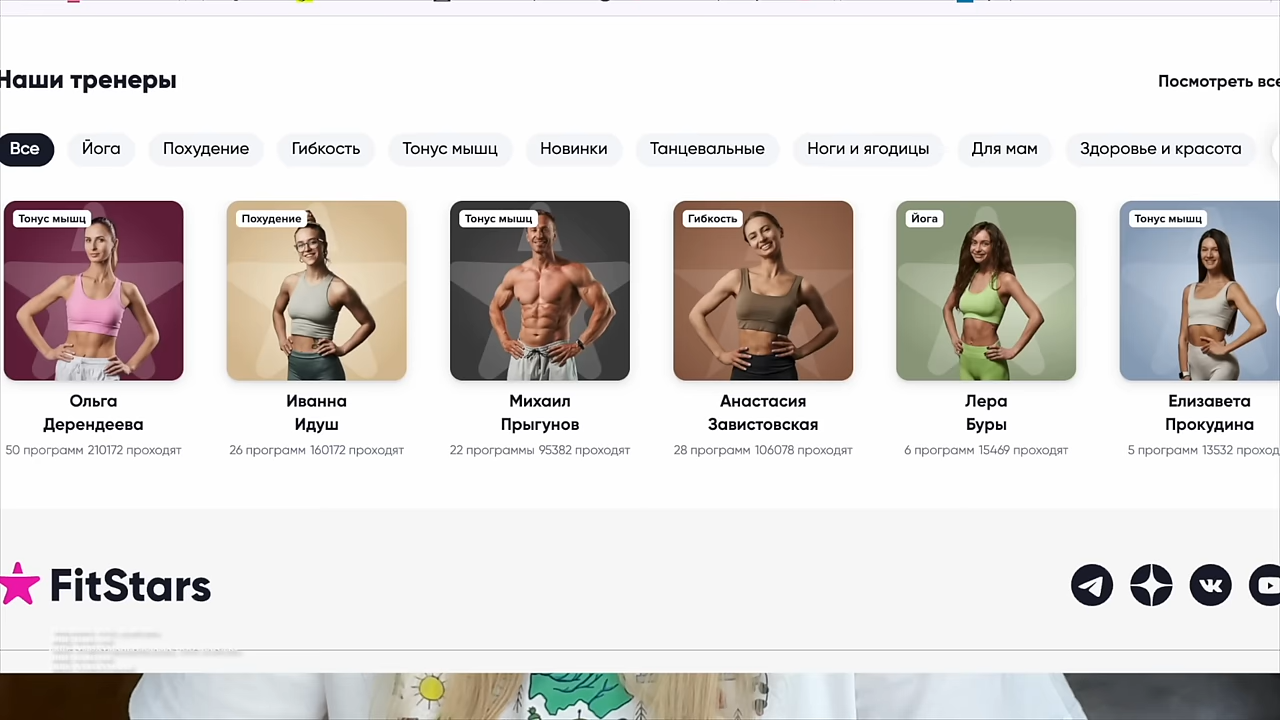 Наши тренеры
Посмотреть все
Все
Йога
Похудение
Гибкость
Тонус мышц
Новинки
Танцевальные
Ноги и ягодицы
Для мам
Здоровье и красота
Тонус мышц
Похудение
Тонус мышц
Гибкость
Йога
Тонус мышц
Ольга
Дерендеева
50 программ 210172 проходят
Иванна
Идуш
26 программ 160172 проходят
Михаил
Прыгунов
22 программы 95382 проходят
Анастасия
Завистовская
28 программ 106078 проходят
Лера
Буры
6 программ 15469 проходят
Елизавета
Прокудина
5 программ 13532 проход
FitStars